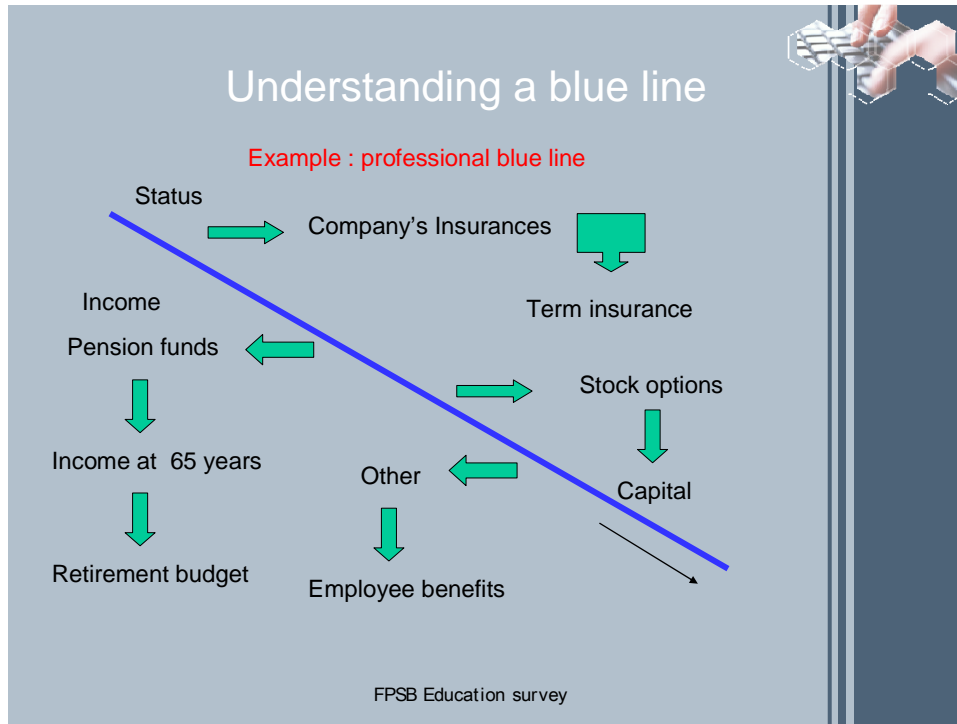 Understanding a blue line
Example : professional blue line
Status
Company's Insurances
Term insurance
Income
Pension funds
Stock options
Income at 65 years
Other
Capital
Retirement budget
Employee benefits
FPSB Education survey